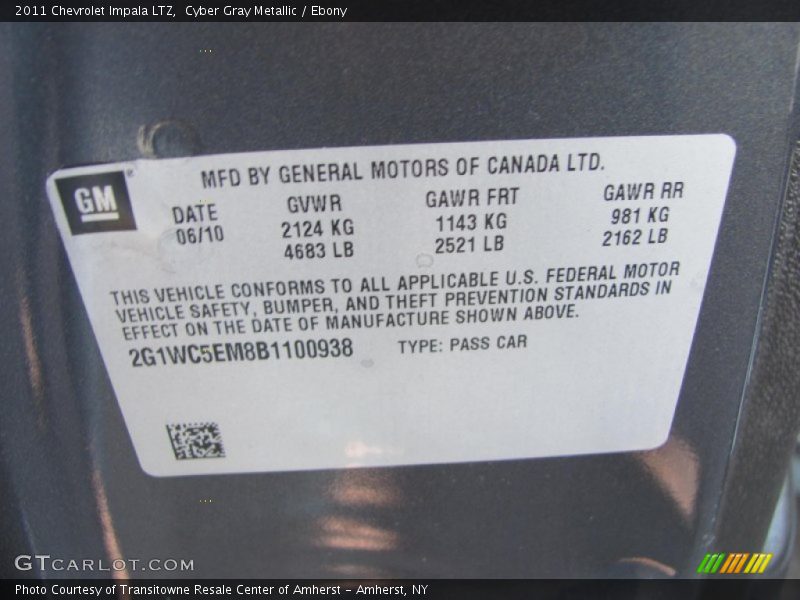 2011 Chevrolet Impala LTZ, Cyber Gray Metallic / Ebony
GM
MFD BY GENERAL MOTORS OF CANADA LTD.
DATE GVWR GAWR FRT GAWR RR
06/10 2124 KG 1143 KG 981 KG
4683 LB 2521 LB 2162 LB
THIS VEHICLE CONFORMS TO ALL APPLICABLE U.S. FEDERAL MOTOR
VEHICLE SAFETY, BUMPER, AND THEFT PREVENTION STANDARDS IN
EFFECT ON THE DATE OF MANUFACTURE SHOWN ABOVE.
2G1WC5EM8B1100938 TYPE: PASS CAR
GTCARLOT.COM
Photo Courtesy of Transitowne Resale Center of Amherst - Amherst, NY